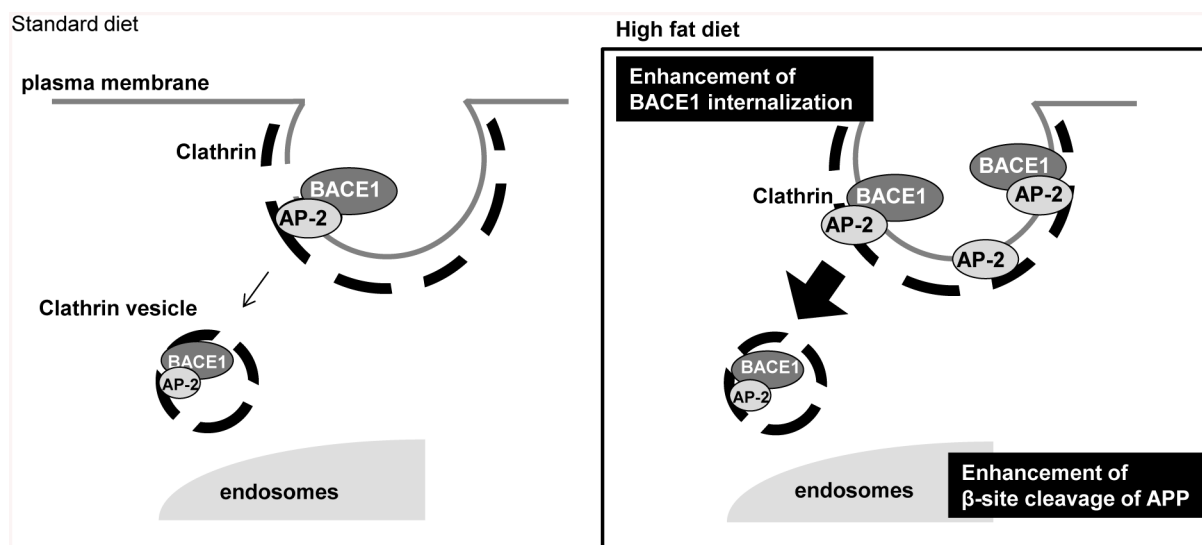 Standard diet
plasma membrane
Clathrin
BACE1
AP-2
Clathrin vesicle
BACE1
AP-2
endosomes
High fat diet
Enhancement of
BACE1 internalization
BACE1
AP-2
Clathrin
BACE1
AP-2
AP-2
BACE1
AP-2
endosomes
Enhancement of
β-site cleavage of APP